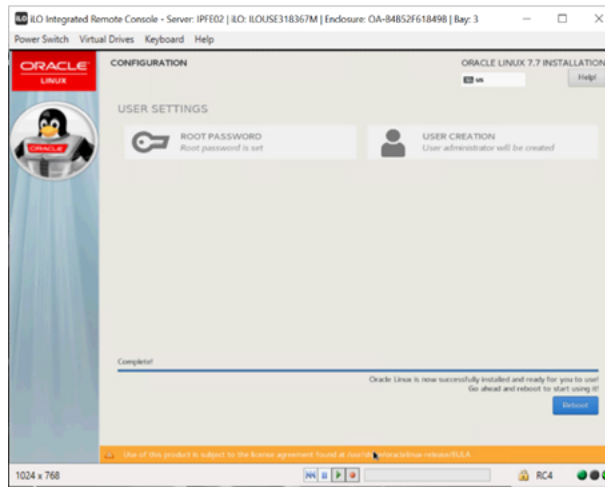 iLO Integrated Remote Console - Server: IPFE02 | iLO: ILOUSE318367M | Enclosure: OA-B4B52F618498 | Bay: 3
Power Switch Virtual Drives Keyboard Help
ORACLE
LINUX
CONFIGURATION
ORACLE LINUX 7.7 INSTALLATION
us
Help!
USER SETTINGS
ROOT PASSWORD
Root password is set
USER CREATION
User administrator will be created
ORACLE
Complete!
Oracle Linux is now successfully installed and ready for you to use!
Go ahead and reboot to start using it!
Reboot
Use of this product is subject to the license agreement found at
1024 x 768
RC4